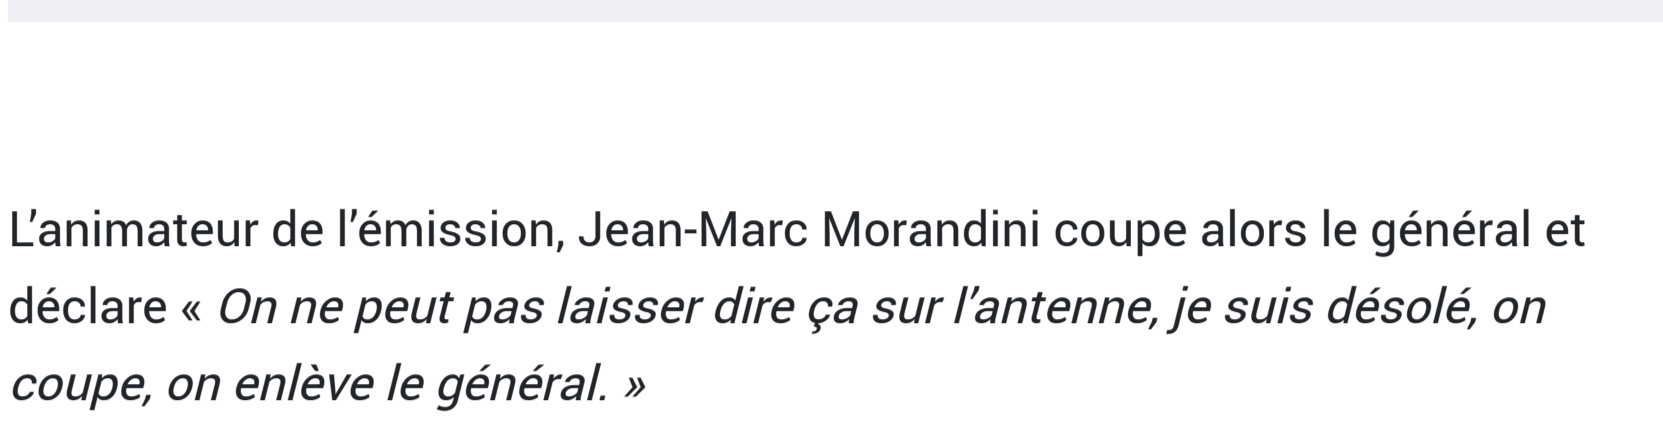 L’animateur de l’émission, Jean-Marc Morandini coupe alors le général et
déclare « On ne peut pas laisser dire ça sur l’antenne, je suis désolé, on
coupe, on enlève le général. »